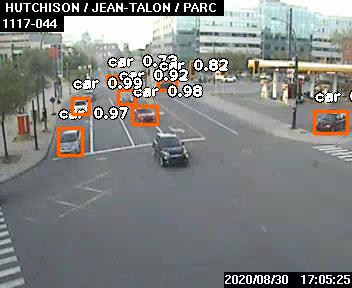 HUTCHISON / JEAN-TALON / PARC
1117-044
car 0.73
car 0.82
car 0.92
car 0.99
car 0.98
car 0.97
2020/08/30 17:05:25